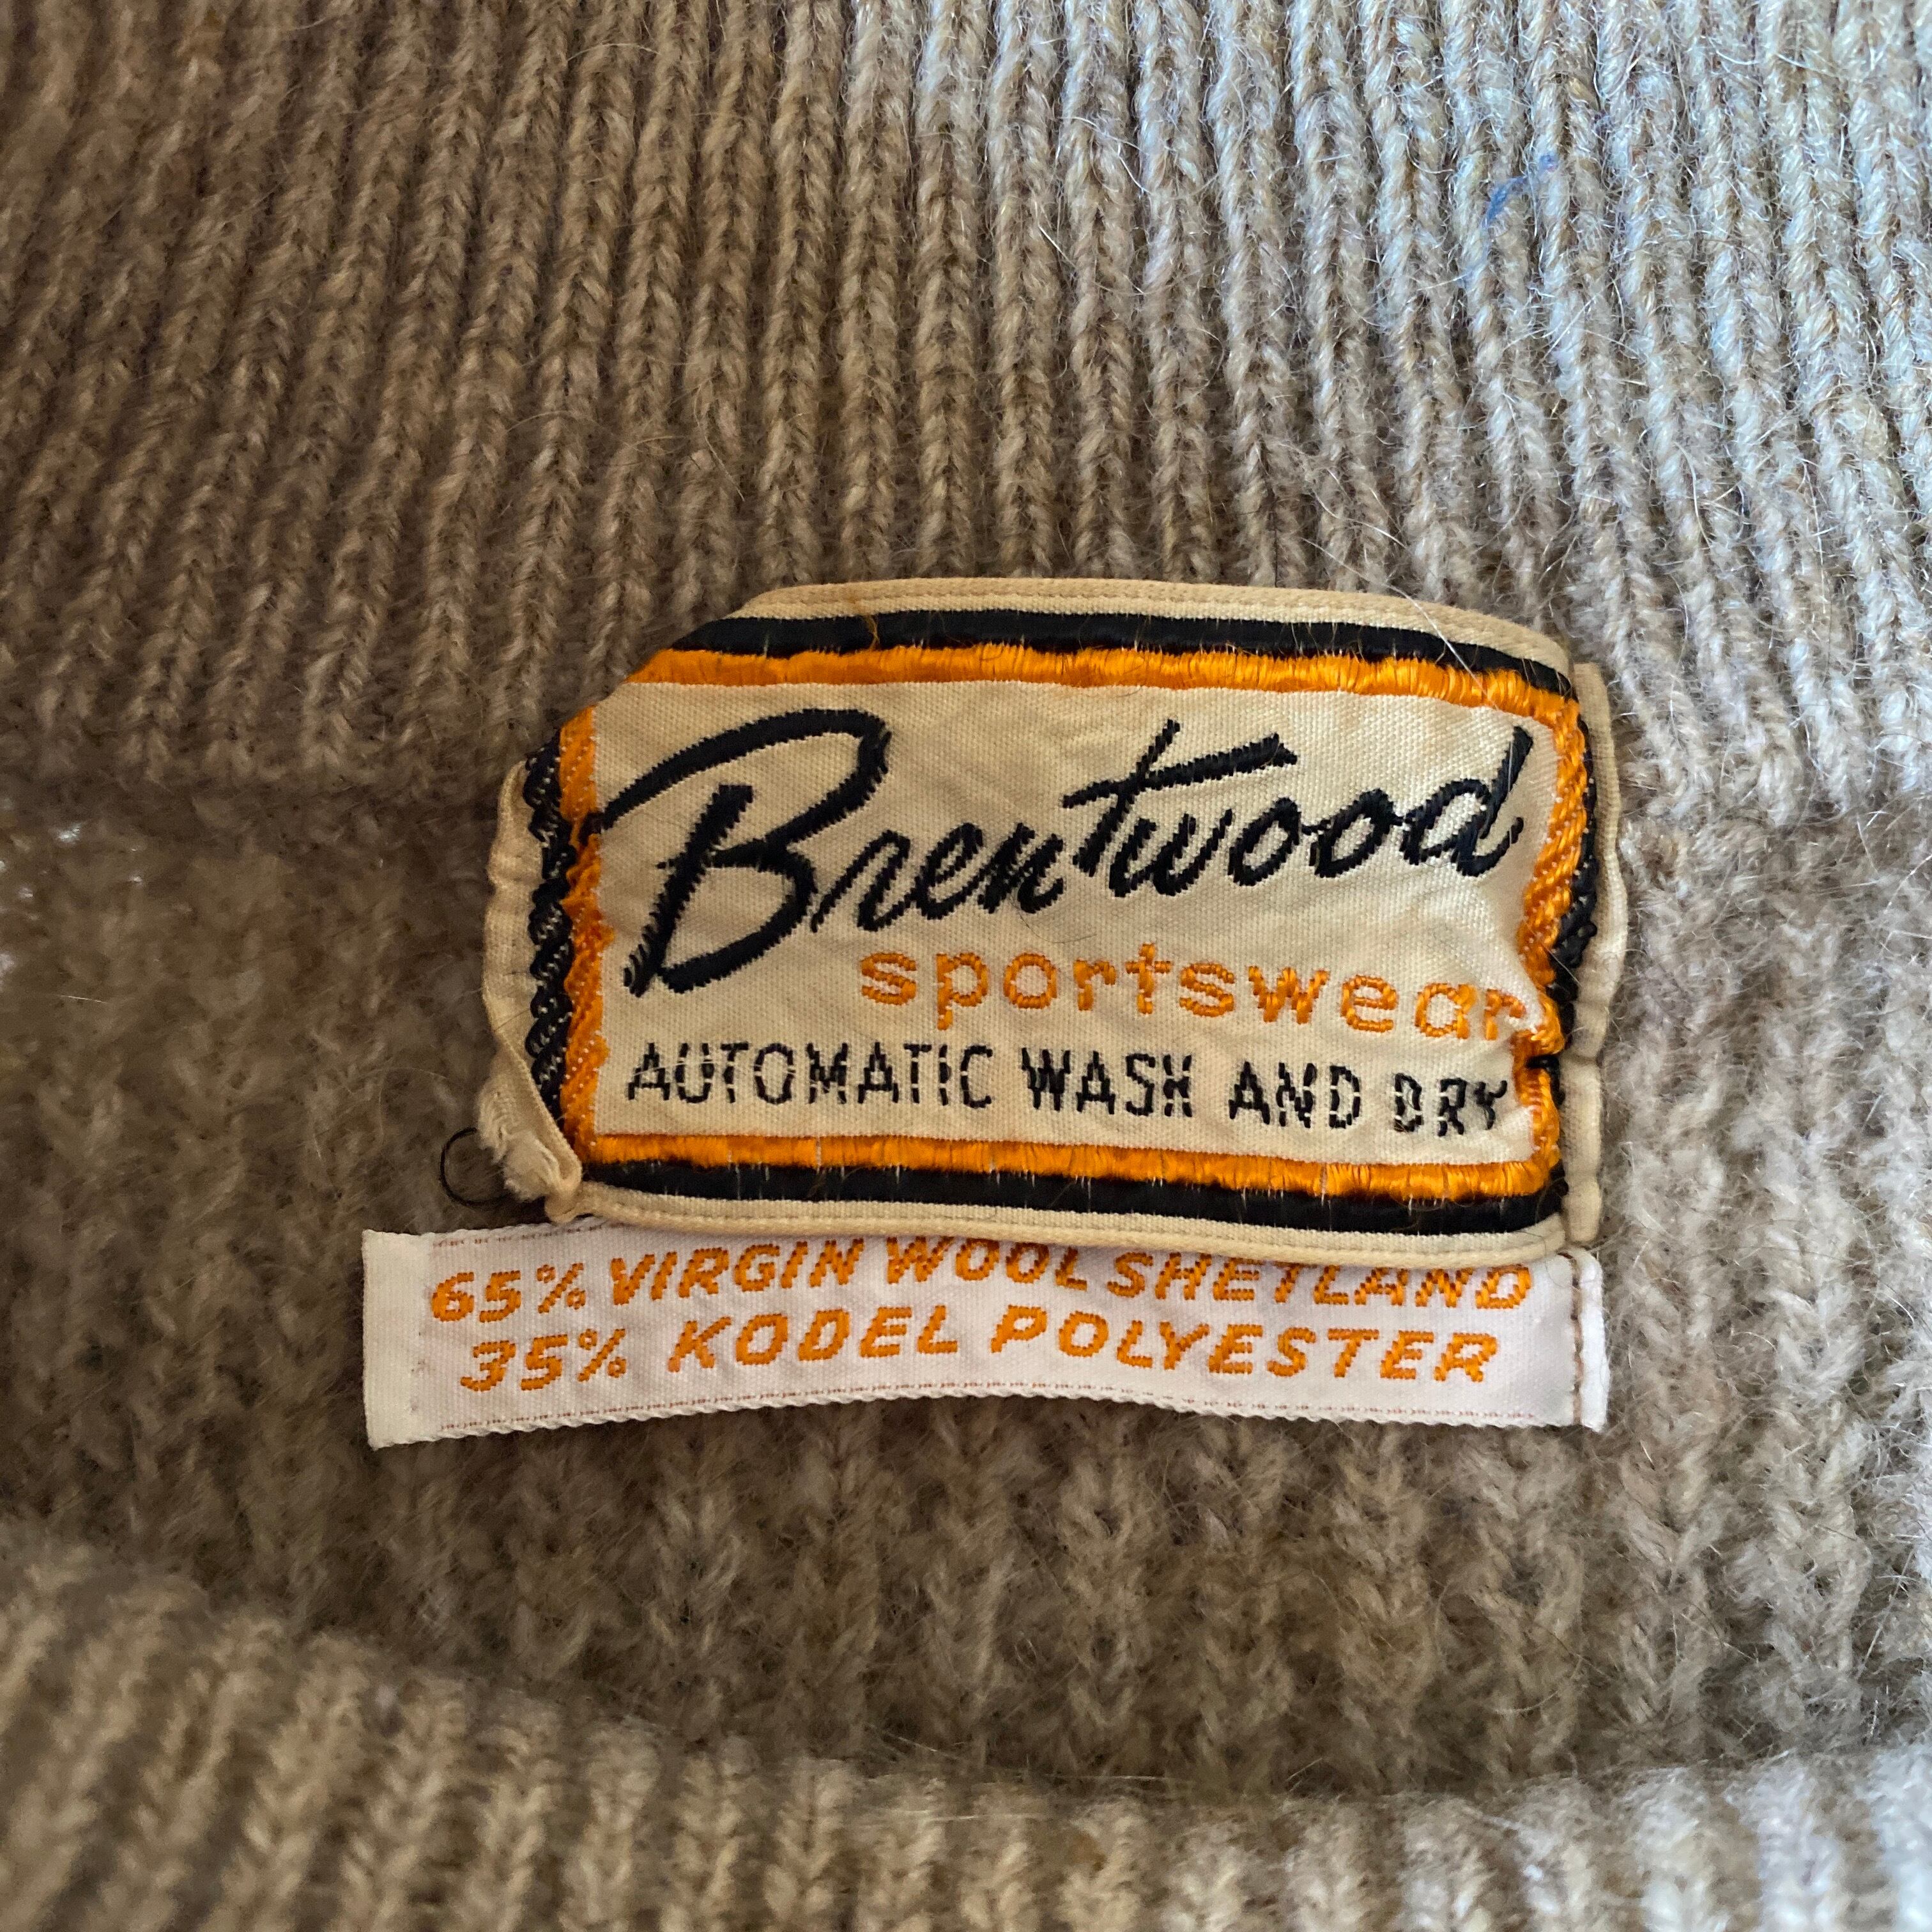 Brentwood
sportswear
AUTOMATIC WASH AND DRY
65% VIRGIN WOOL SHETLAND
35% KODEL POLYESTER